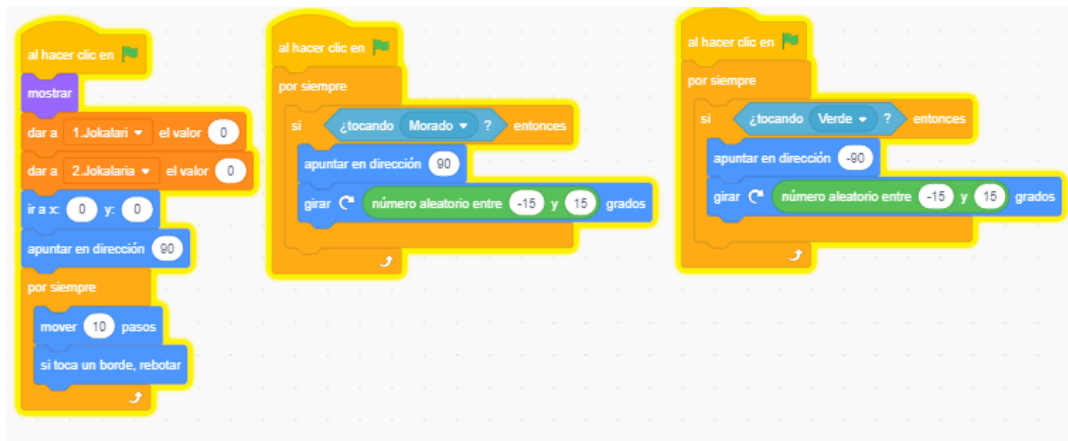 al hacer clic en
mostrar
dar a 1.Jokalari el valor 0
dar a 2.Jokalaria el valor 0
ir a x: 0 y: 0
apuntar en dirección 90
por siempre
mover 10 pasos
si toca un borde, rebotar
al hacer clic en
por siempre
si ¿tocando Morado ? entonces
apuntar en dirección 90
girar número aleatorio entre -15 y 15 grados
al hacer clic en
por siempre
si ¿tocando Verde ? entonces
apuntar en dirección -90
girar número aleatorio entre -15 y 15 grados